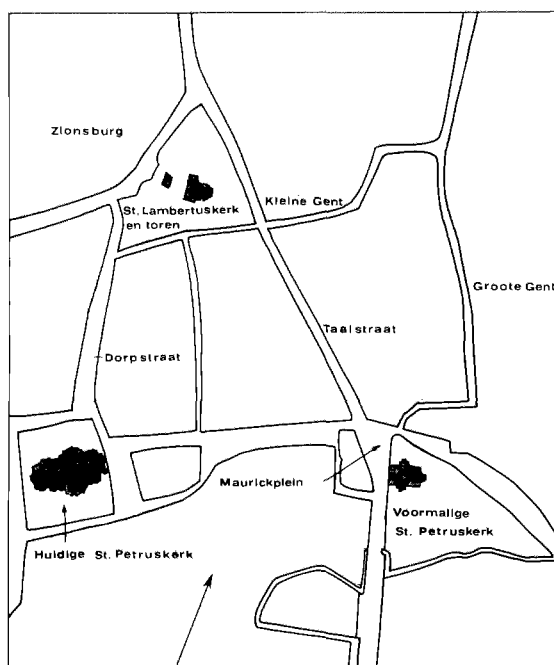 Zionsburg
St. Lambertuskerk
en toren
Kleine Gent
Groote Gent
Taalstraat
Dorpstraat
Maurickplein
Voormalige
St. Petruskerk
Huidige St. Petruskerk